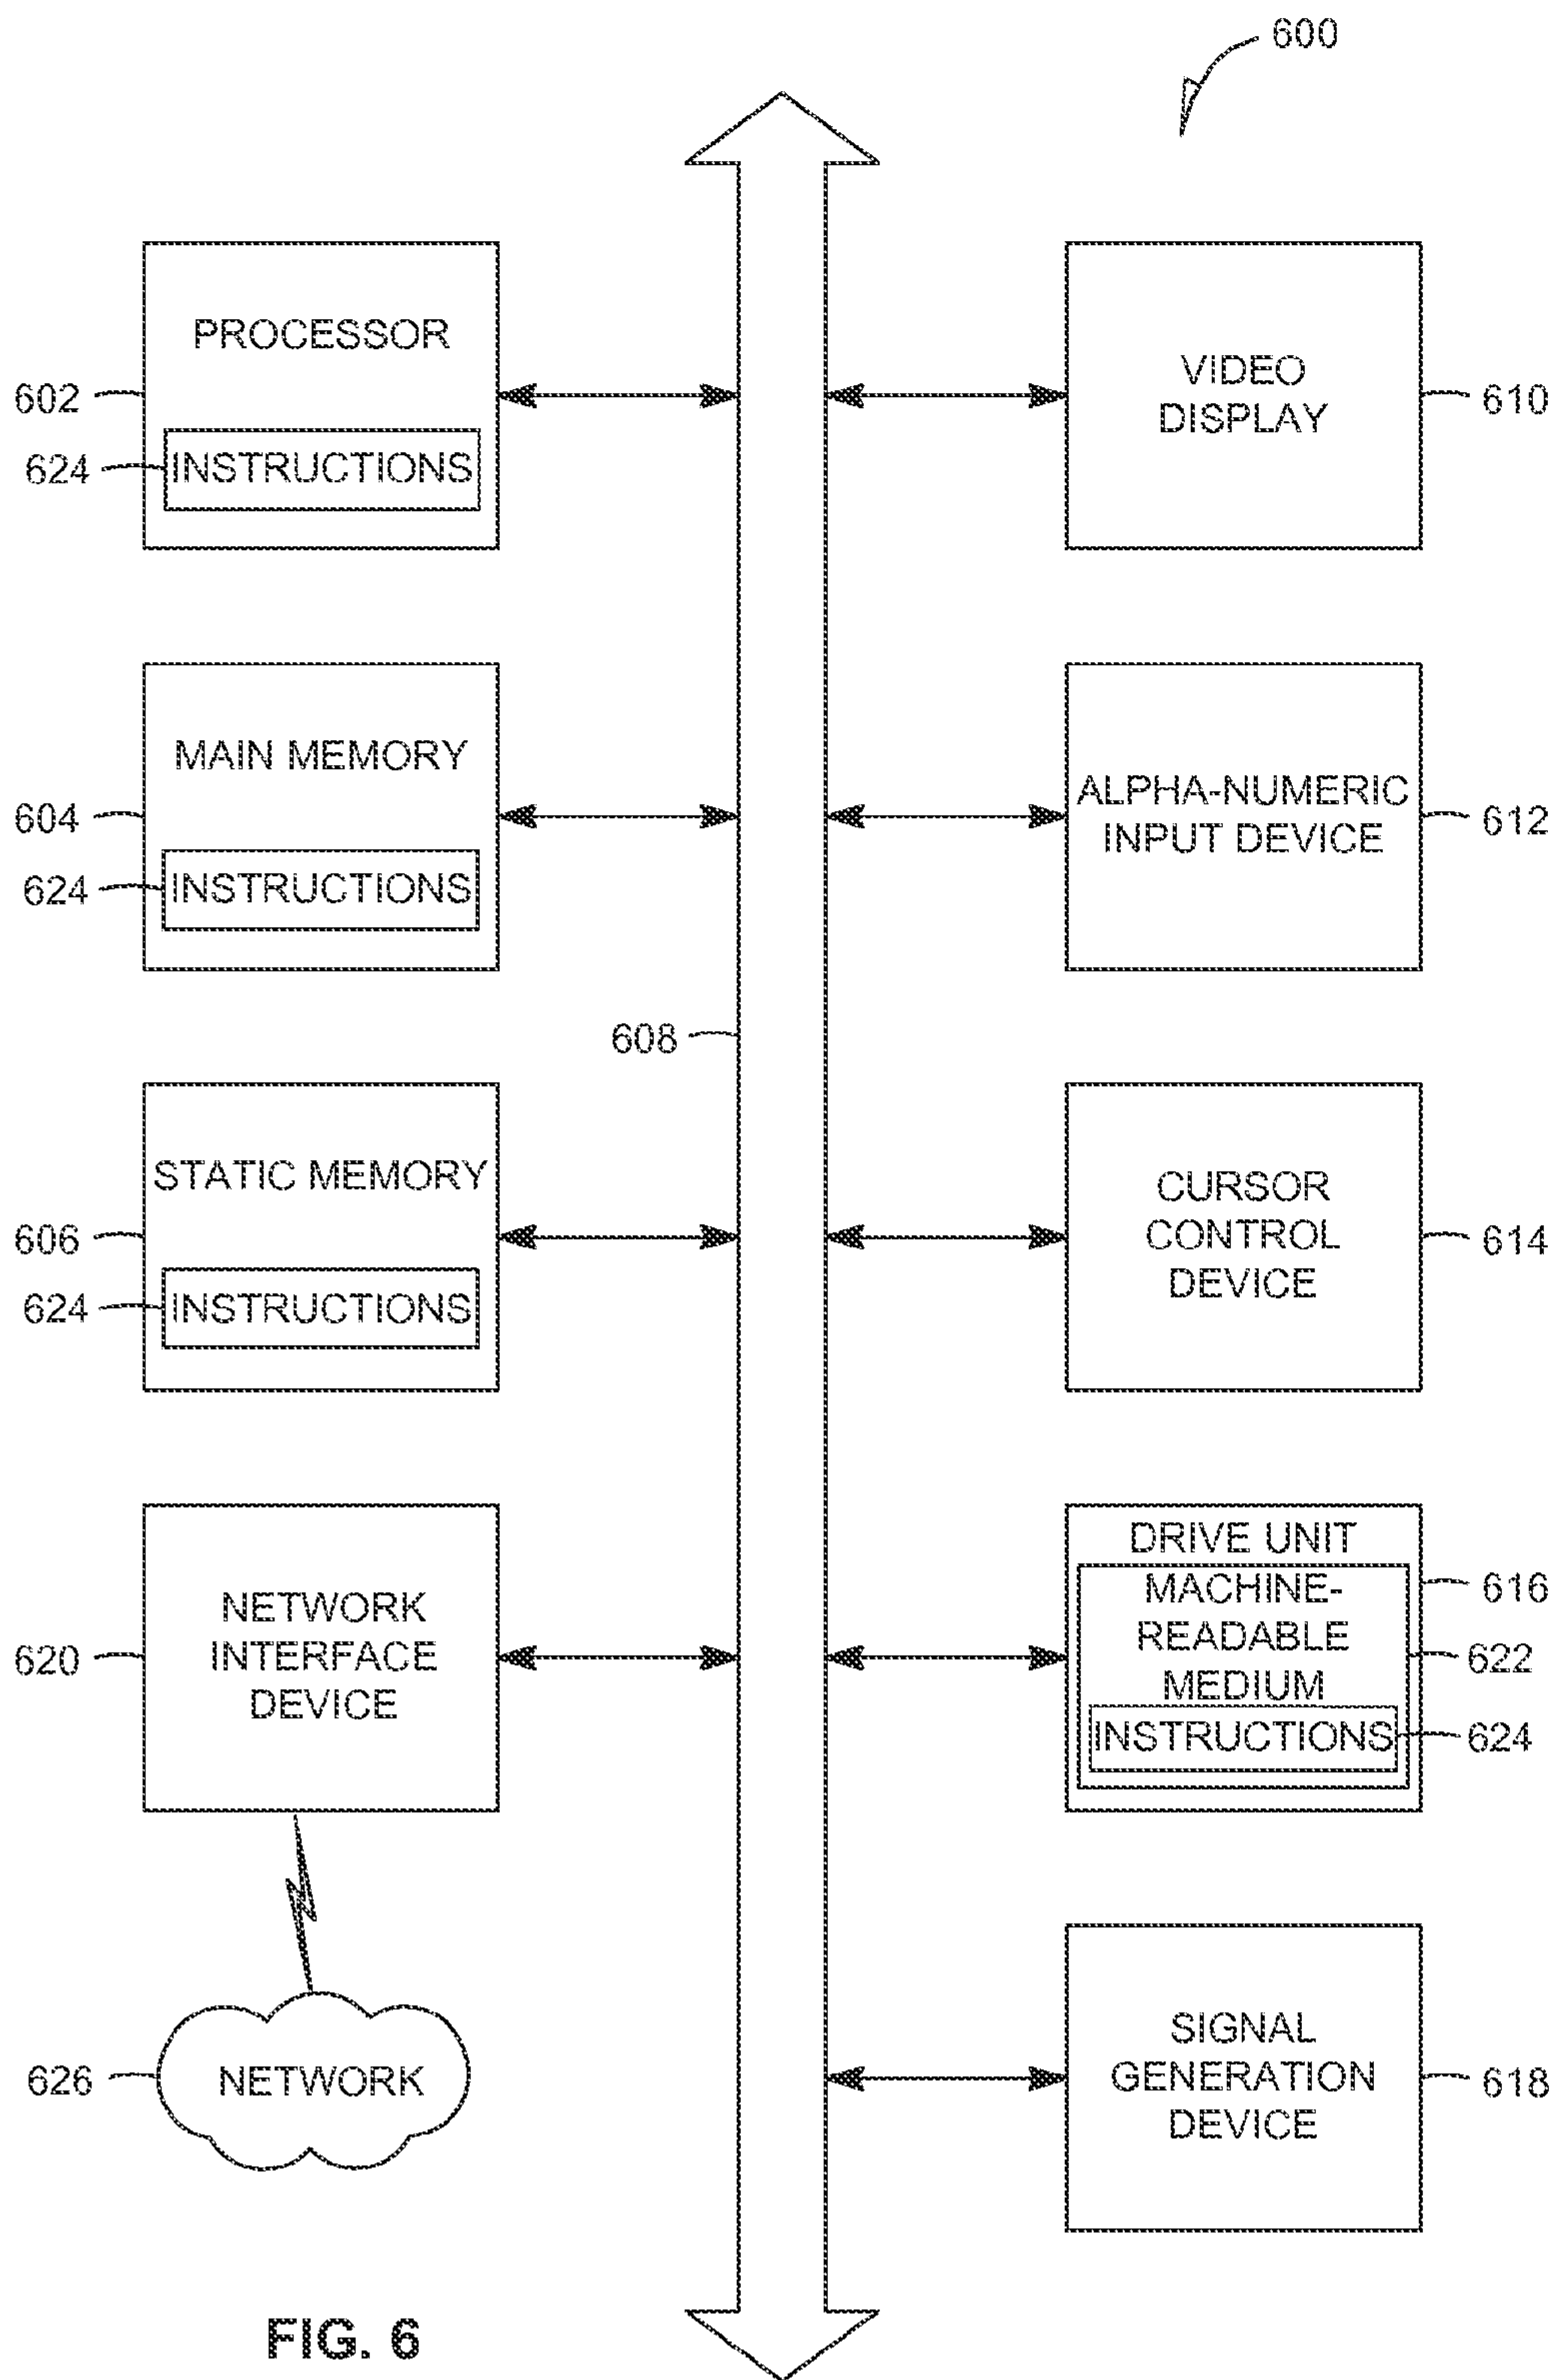 600
PROCESSOR
602
624
INSTRUCTIONS
VIDEO
DISPLAY
610
MAIN MEMORY
604
624
INSTRUCTIONS
ALPHA-NUMERIC
INPUT DEVICE
612
608
STATIC MEMORY
606
624
INSTRUCTIONS
CURSOR
CONTROL
DEVICE
614
NETWORK
INTERFACE
DEVICE
620
DRIVE UNIT
MACHINE-
READABLE
MEDIUM
INSTRUCTIONS
616
622
624
626
NETWORK
SIGNAL
GENERATION
DEVICE
618
FIG. 6